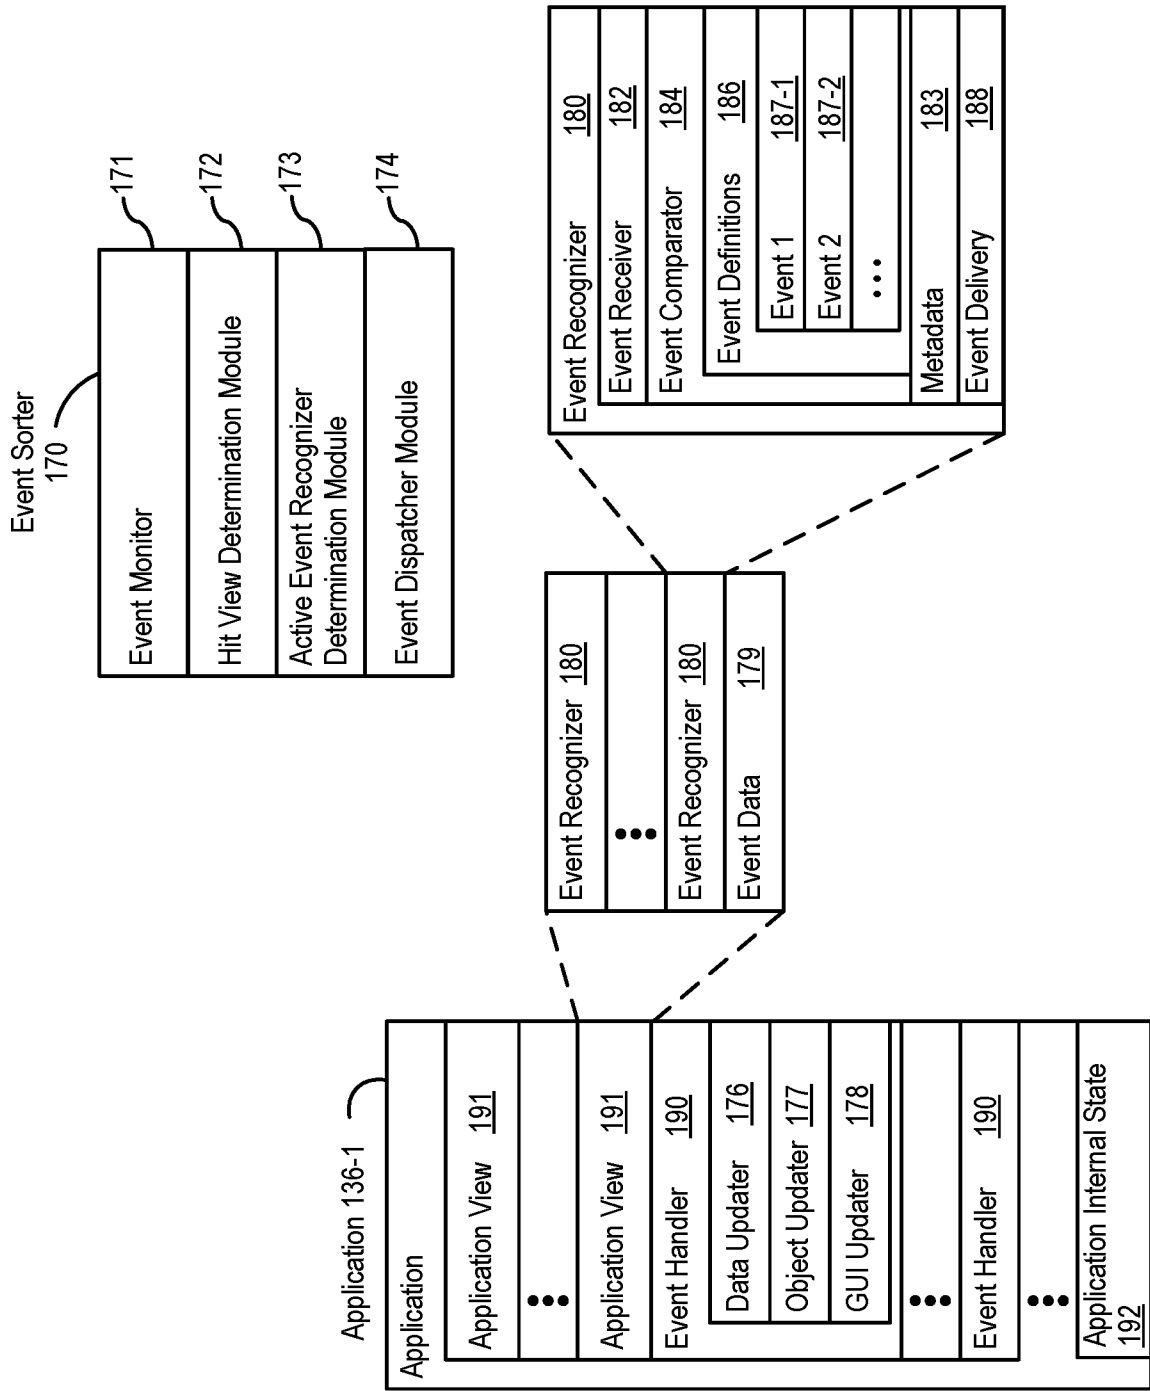 Event Sorter
170
Event Monitor
171
Hit View Determination Module
172
Active Event Recognizer
Determination Module
173
Event Dispatcher Module
174
Application 136-1
Application
Application View 191
•••
Application View 191
Event Handler 190
Data Updater 176
Object Updater 177
GUI Updater 178
•••
Event Handler 190
•••
Application Internal State
192
Event Recognizer 180
•••
Event Recognizer 180
Event Data 179
Event Recognizer 180
Event Receiver 182
Event Comparator 184
Event Definitions 186
Event 1 187-1
Event 2 187-2
•••
Metadata 183
Event Delivery 188